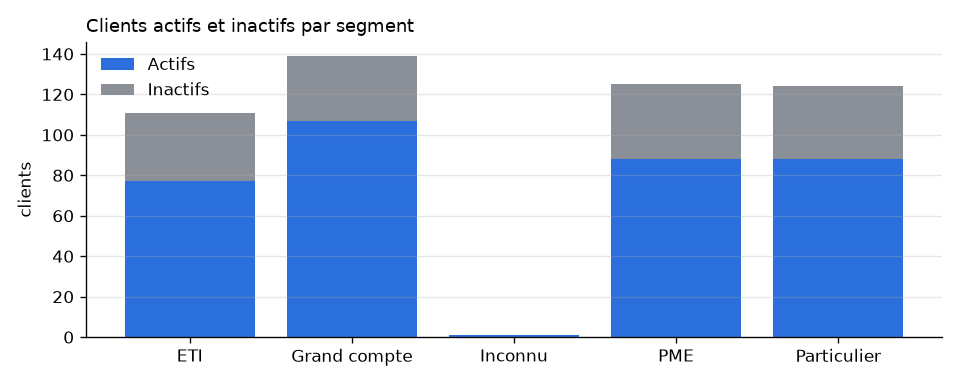 Clients actifs et inactifs par segment
140
120
100
80
60
40
20
0
clients
Actifs
Inactifs
ETI
Grand compte
Inconnu
PME
Particulier